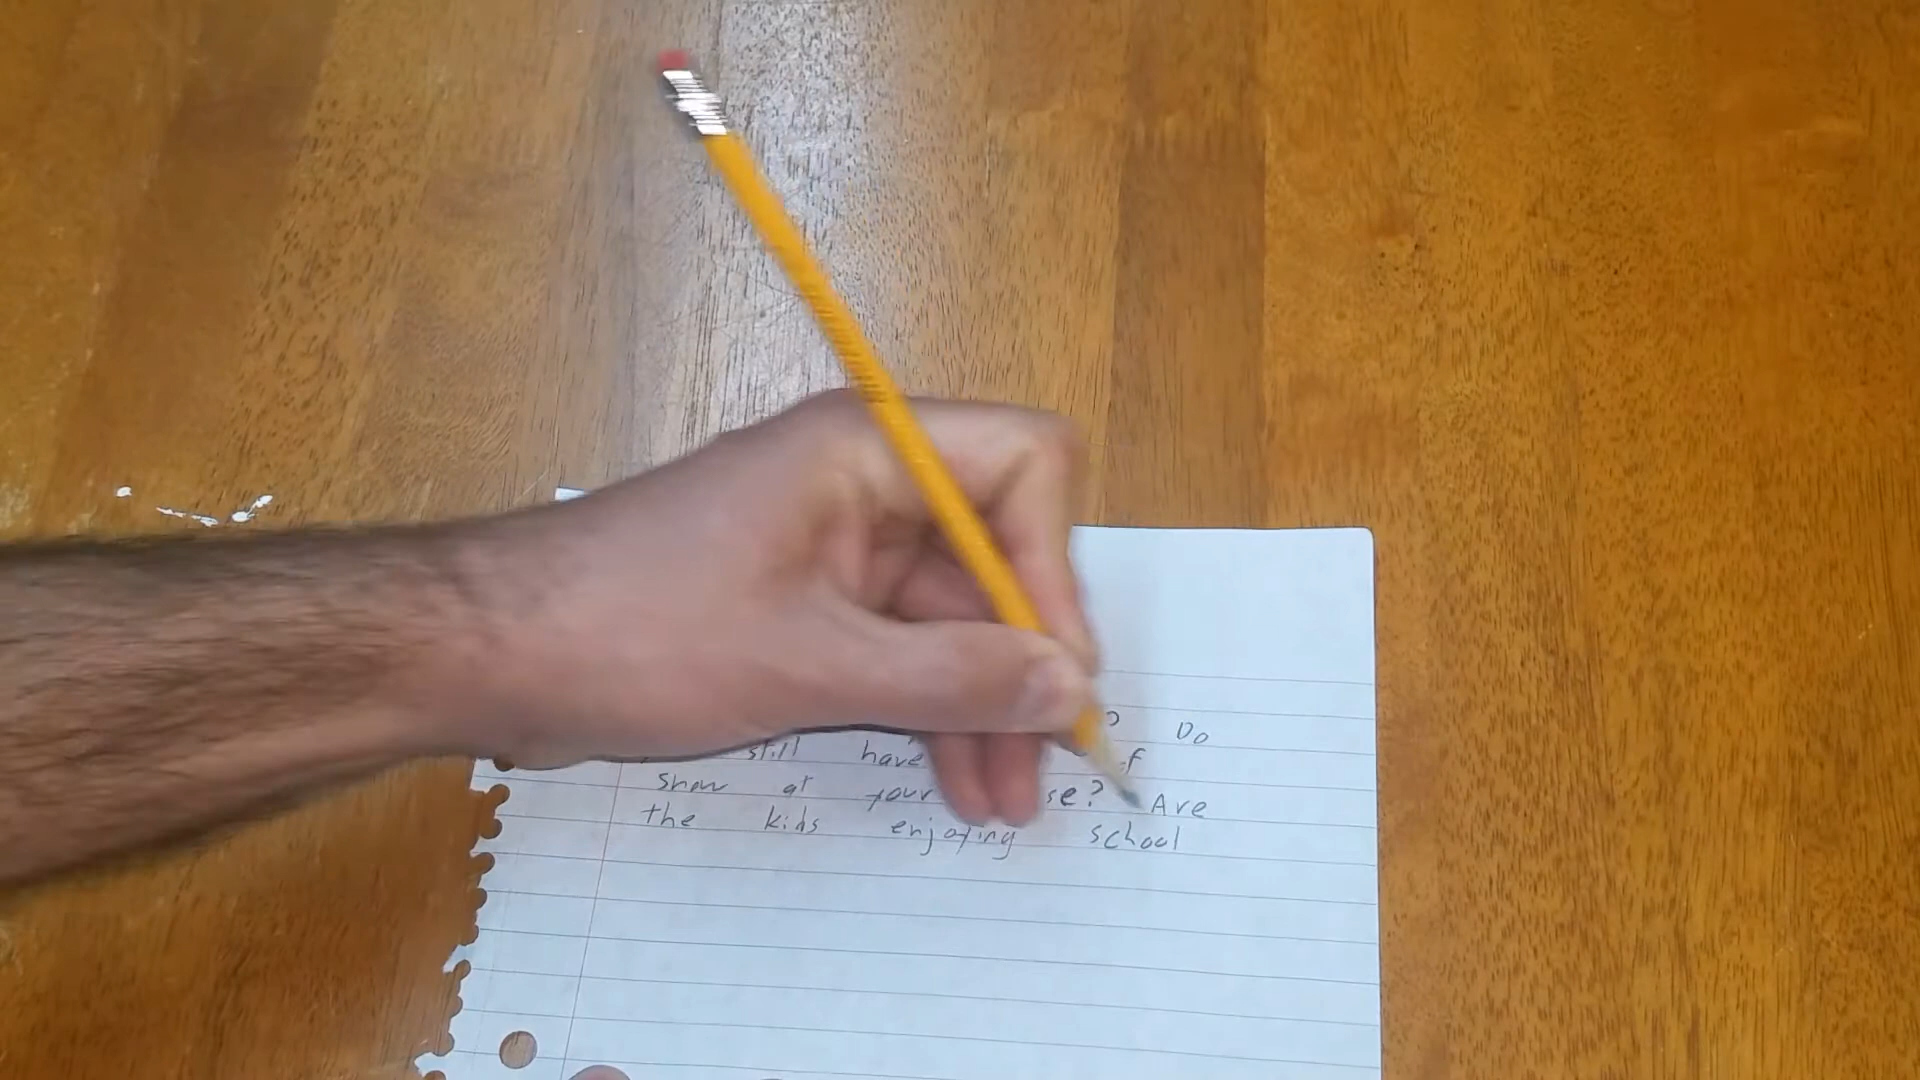 ? Do
still have
Snow at your se? Are
the kids enjoying school